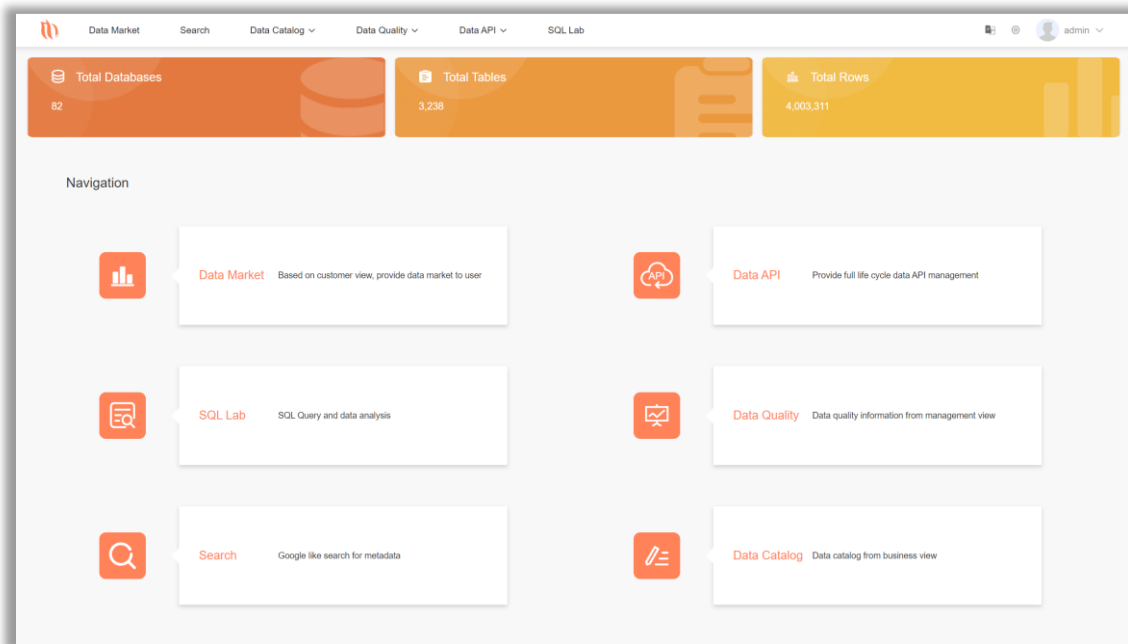 Data Market Search Data Catalog Data Quality Data API SQL Lab admin
Total Databases
82
Total Tables
3,238
Total Rows
4,003,311
Navigation
Data Market Based on customer view, provide data market to user
API
Data API Provide full life cycle data API management
SQL Lab SQL Query and data analysis
Data Quality Data quality information from management view
Search Google like search for metadata
Data Catalog Data catalog from business view